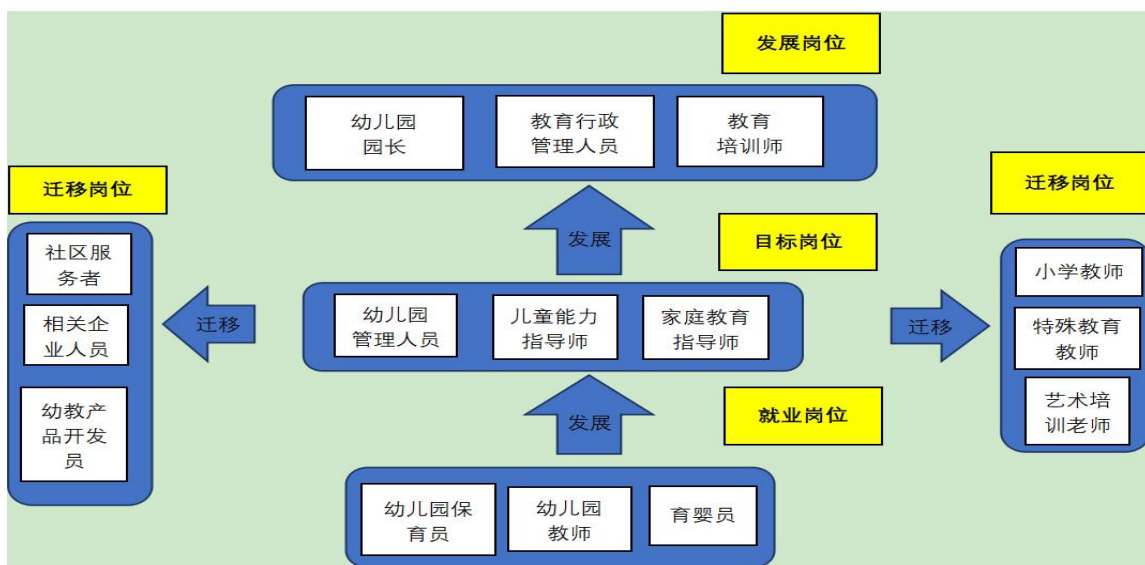 发展岗位
幼儿园
园长
教育行政
管理人员
教育
培训师
迁移岗位
社区服
务者
相关企
业人员
幼教产
品开发
员
迁移
发展
目标岗位
幼儿园
管理人员
儿童能力
指导师
家庭教育
指导师
迁移
迁移岗位
小学教师
特殊教育
教师
艺术培
训老师
发展
就业岗位
幼儿园保
育员
幼儿园
教师
育婴员